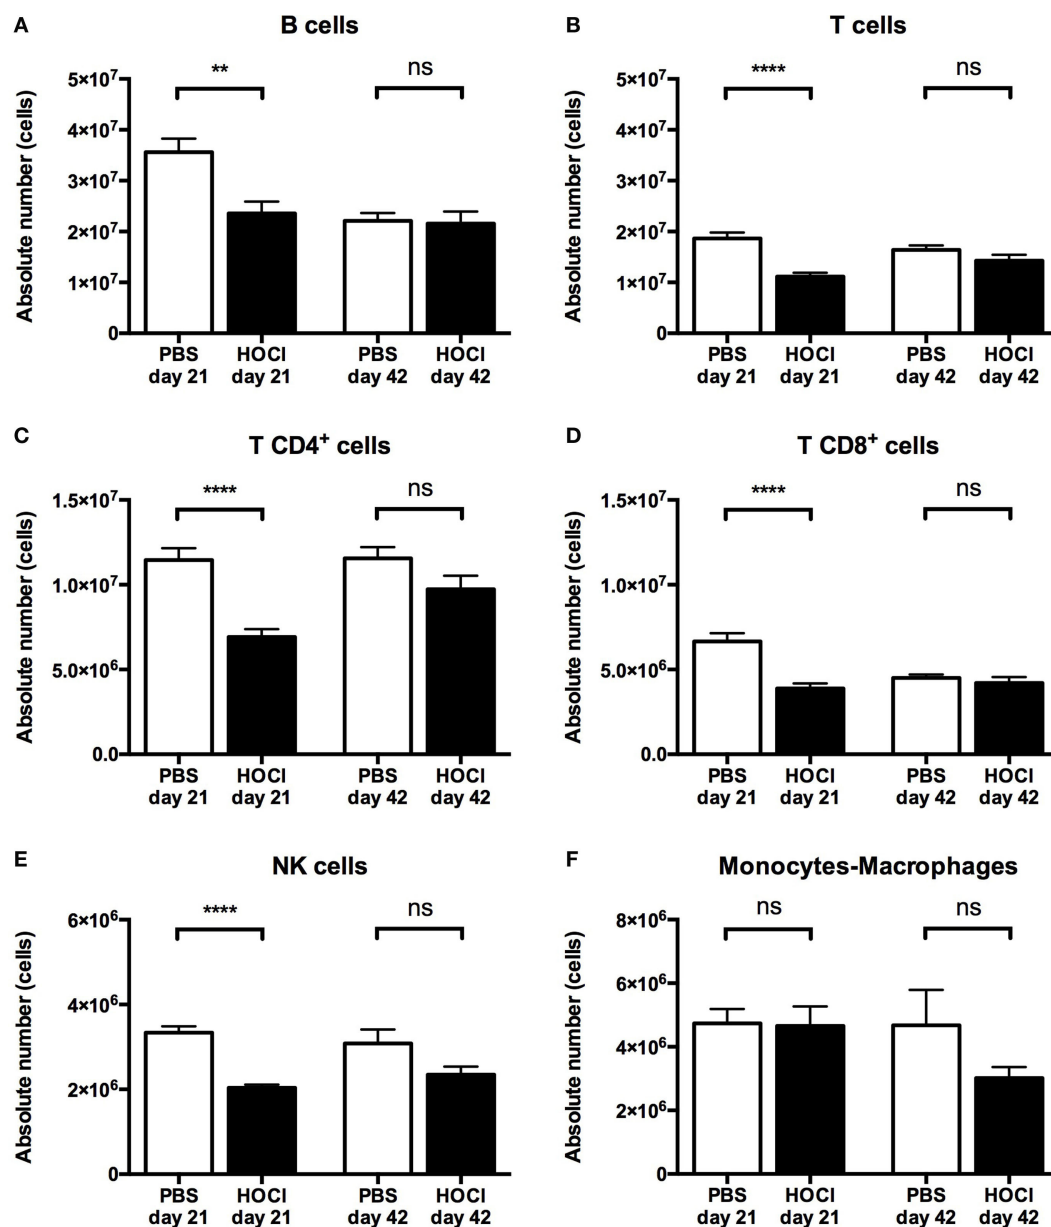 A
B cells
Absolute number (cells)
5×10⁷
4×10⁷
3×10⁷
2×10⁷
1×10⁷
0
**
ns
PBS day 21
HOCl day 21
PBS day 42
HOCl day 42
B
T cells
Absolute number (cells)
5×10⁷
4×10⁷
3×10⁷
2×10⁷
1×10⁷
0
****
ns
PBS day 21
HOCl day 21
PBS day 42
HOCl day 42
C
T CD4⁺ cells
Absolute number (cells)
1.5×10⁷
1.0×10⁷
5.0×10⁶
0.0
****
ns
PBS day 21
HOCl day 21
PBS day 42
HOCl day 42
D
T CD8⁺ cells
Absolute number (cells)
1.5×10⁷
1.0×10⁷
5.0×10⁶
0.0
****
ns
PBS day 21
HOCl day 21
PBS day 42
HOCl day 42
E
NK cells
Absolute number (cells)
6×10⁶
4×10⁶
2×10⁶
0
****
ns
PBS day 21
HOCl day 21
PBS day 42
HOCl day 42
F
Monocytes-Macrophages
Absolute number (cells)
8×10⁶
6×10⁶
4×10⁶
2×10⁶
0
ns
ns
PBS day 21
HOCl day 21
PBS day 42
HOCl day 42